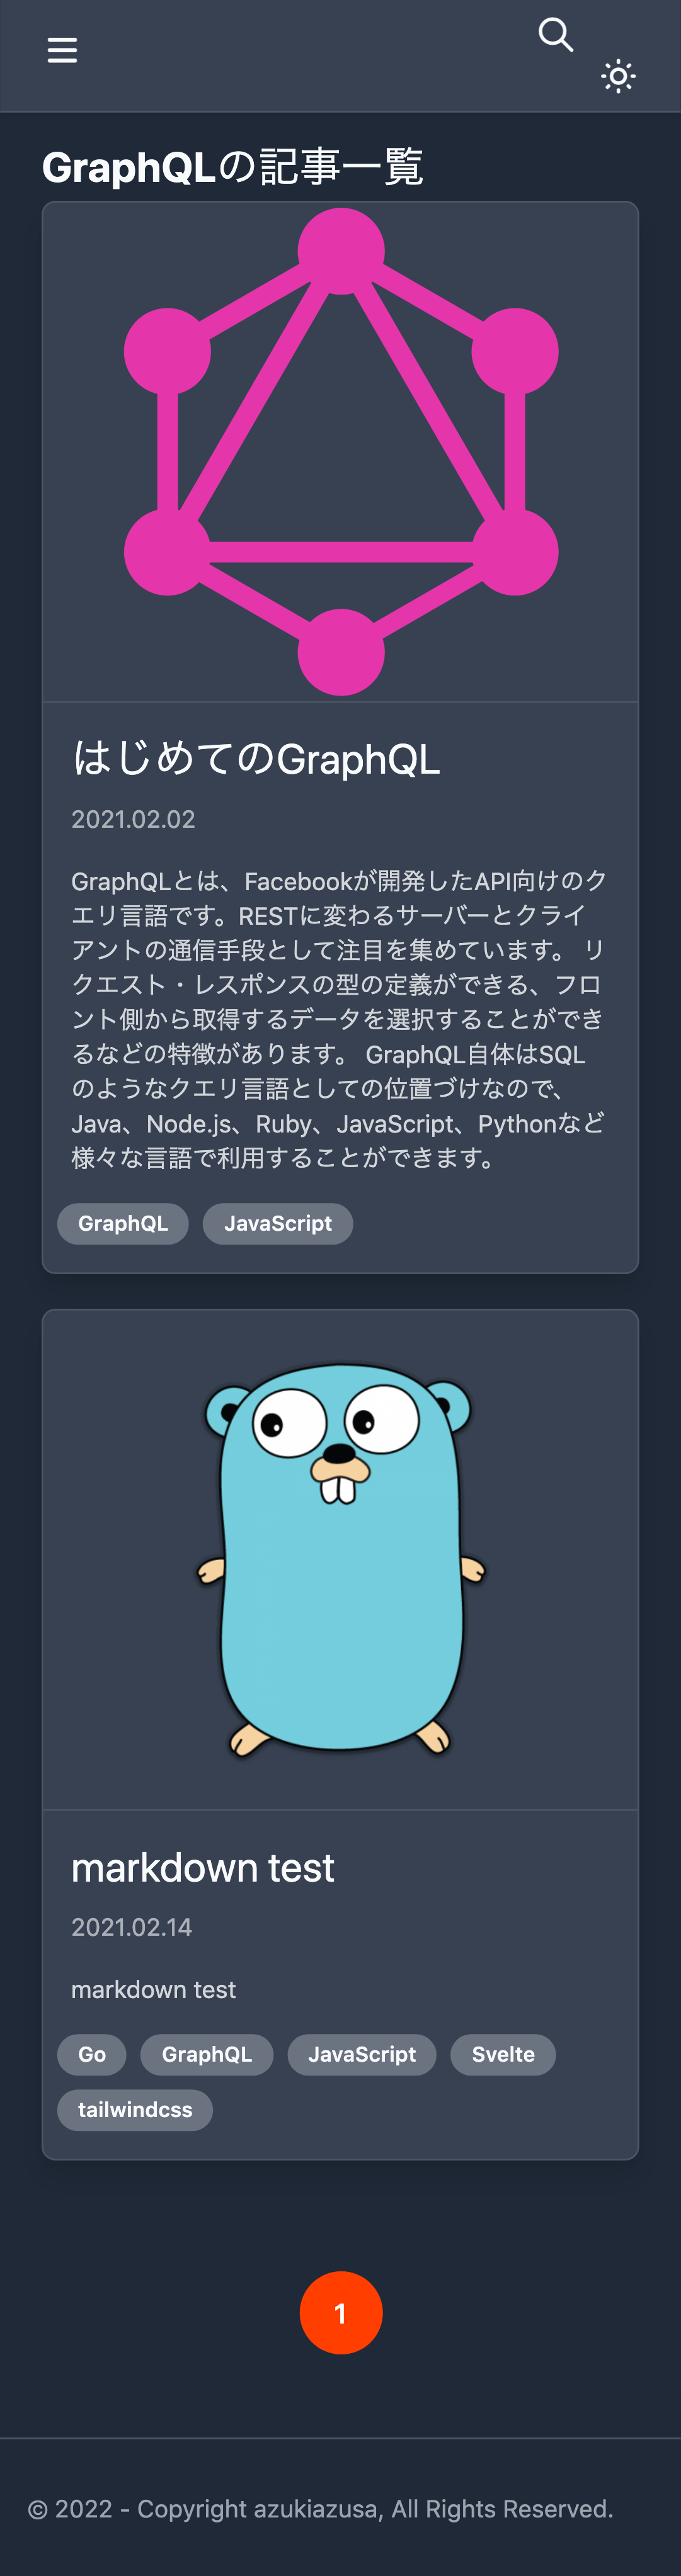 GraphQLの記事一覧
はじめてのGraphQL
2021.02.02
GraphQLとは、Facebookが開発したAPI向けのク
エリ言語です。RESTに変わるサーバーとクライ
アントの通信手段として注目を集めています。 リ
クエスト・レスポンスの型の定義ができる、フロ
ント側から取得するデータを選択することができ
るなどの特徴があります。 GraphQL自体はSQL
のようなクエリ言語としての位置づけなので、
Java、Node.js、Ruby、JavaScript、Pythonなど
様々な言語で利用することができます。
GraphQL JavaScript
markdown test
2021.02.14
markdown test
Go GraphQL JavaScript Svelte
tailwindcss
1
© 2022 - Copyright azukiazusa, All Rights Reserved.